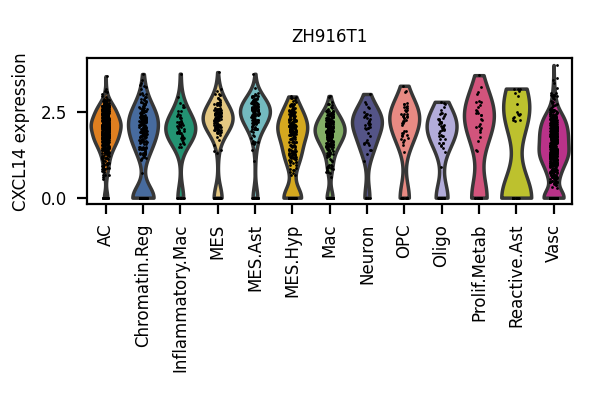 ZH916T1
CXCL14 expression
2.5
0.0
AC
Chromatin.Reg
Inflammatory.Mac
MES
MES.Ast
MES.Hyp
Mac
Neuron
OPC
Oligo
Prolif.Metab
Reactive.Ast
Vasc